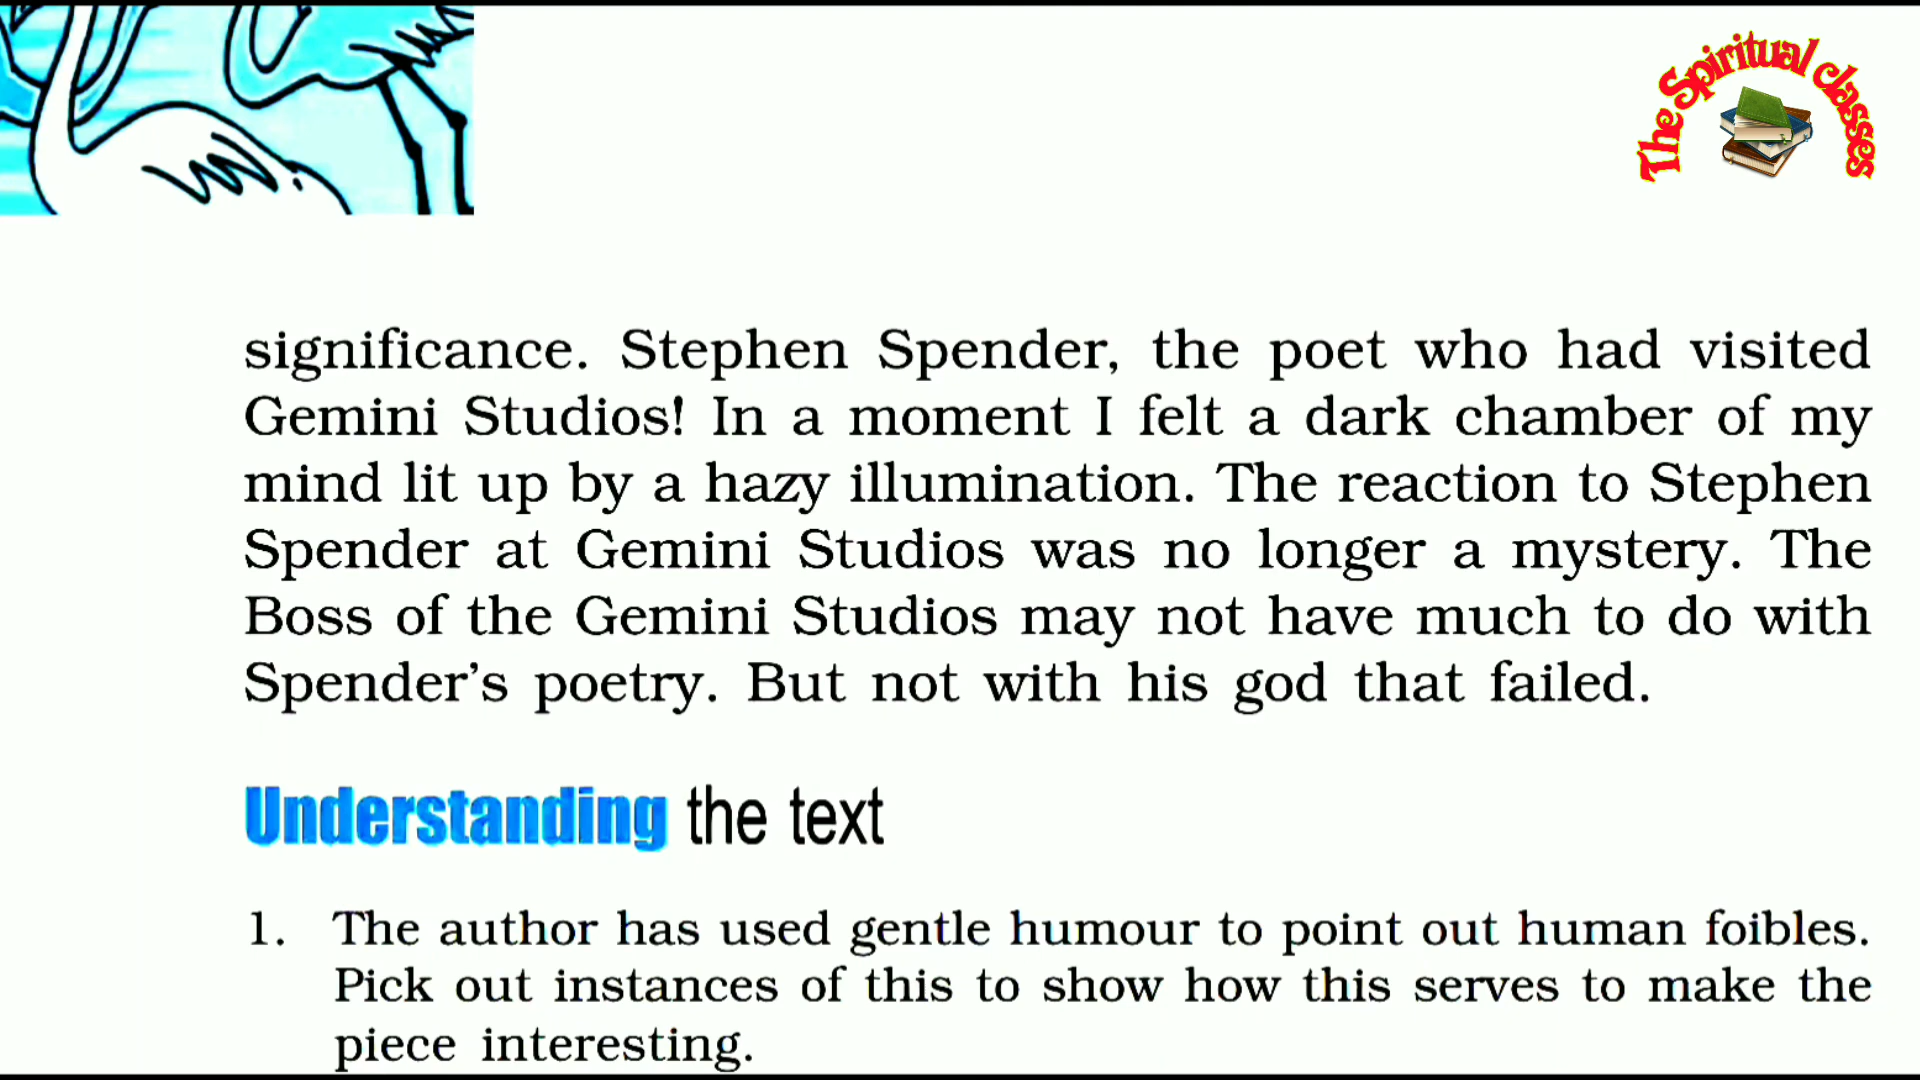 The Spiritual classes
significance. Stephen Spender, the poet who had visited
Gemini Studios! In a moment I felt a dark chamber of my
mind lit up by a hazy illumination. The reaction to Stephen
Spender at Gemini Studios was no longer a mystery. The
Boss of the Gemini Studios may not have much to do with
Spender’s poetry. But not with his god that failed.
Understanding the text
1. The author has used gentle humour to point out human foibles.
Pick out instances of this to show how this serves to make the
piece interesting.